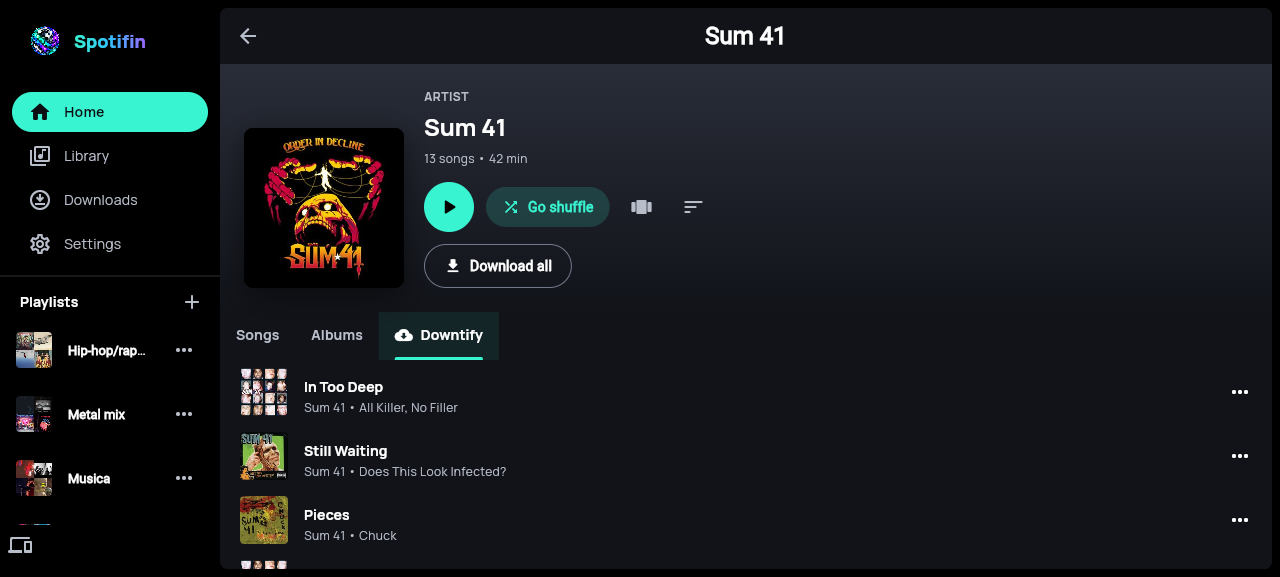 Spotifin
Home
Library
Downloads
Settings
Playlists
Hip-hop/rap...
Metal mix
Musica
Sum 41
ORDER IN DECLINE
SUM 41
ARTIST
Sum 41
13 songs • 42 min
Go shuffle
Download all
Songs
Albums
Downtify
In Too Deep
Sum 41 • All Killer, No Filler
SUM 41
Still Waiting
Sum 41 • Does This Look Infected?
Pieces
Sum 41 • Chuck